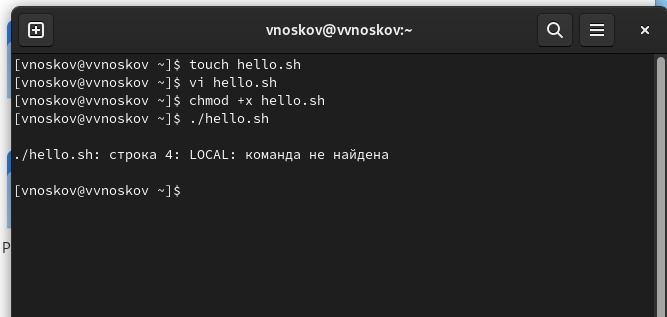 vnoskov@vvnoskov:~
[vnoskov@vvnoskov ~]$ touch hello.sh
[vnoskov@vvnoskov ~]$ vi hello.sh
[vnoskov@vvnoskov ~]$ chmod +x hello.sh
[vnoskov@vvnoskov ~]$ ./hello.sh
./hello.sh: строка 4: LOCAL: команда не найдена
[vnoskov@vvnoskov ~]$
P